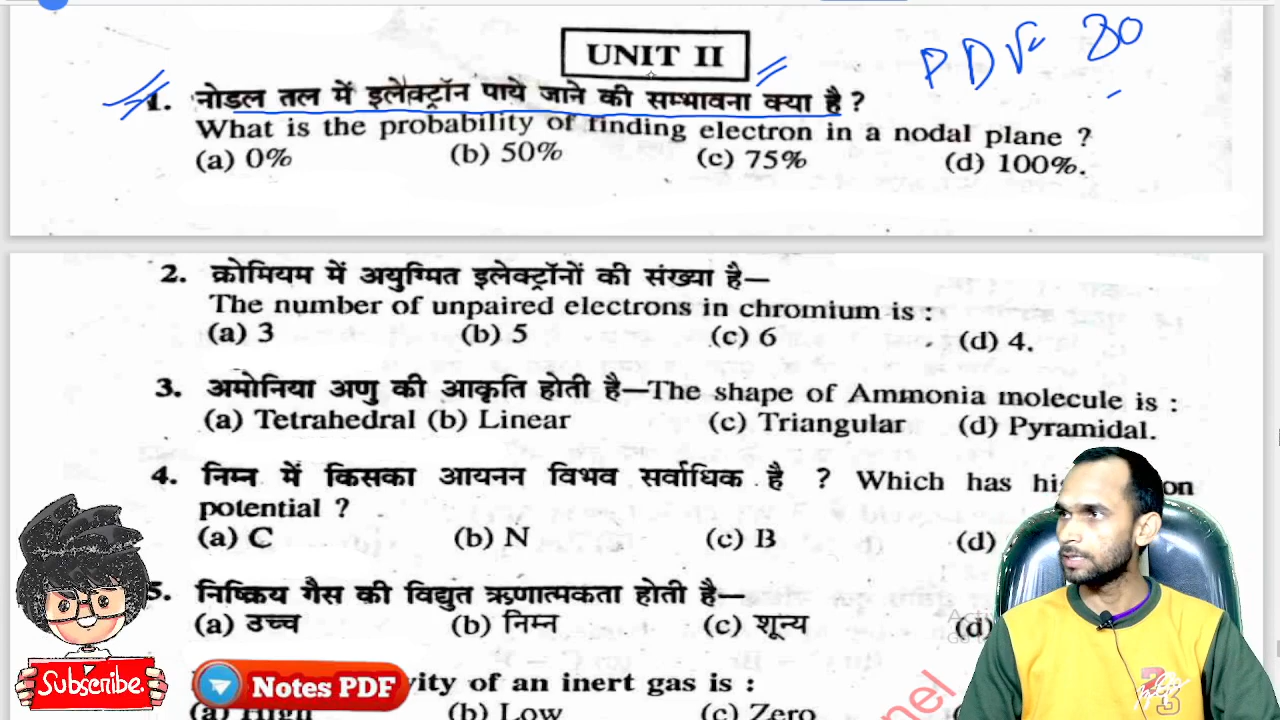 UNIT II
PDF 30
1. नोडल तल में इलैक्ट्रॉन पाये जाने की सम्भावना क्या है ?
What is the probability of finding electron in a nodal plane ?
(a) 0% (b) 50% (c) 75% (d) 100%.
2. क्रोमियम में अयुग्मित इलेक्ट्रॉनों की संख्या है—
The number of unpaired electrons in chromium is :
(a) 3 (b) 5 (c) 6 (d) 4.
3. अमोनिया अणु की आकृति होती है—The shape of Ammonia molecule is :
(a) Tetrahedral (b) Linear (c) Triangular (d) Pyramidal.
4. निम्न में किसका आयनन विभव सर्वाधिक है ? Which has on
potential ?
(a) C (b) N (c) B (d)
5. निष्क्रिय गैस की विद्युत ऋणात्मकता होती है—
(a) उच्च (b) निम्न (c) शून्य (d)
of an inert gas is :
(a) High (b) Low (c) Zero
Subscribe.
Notes PDF